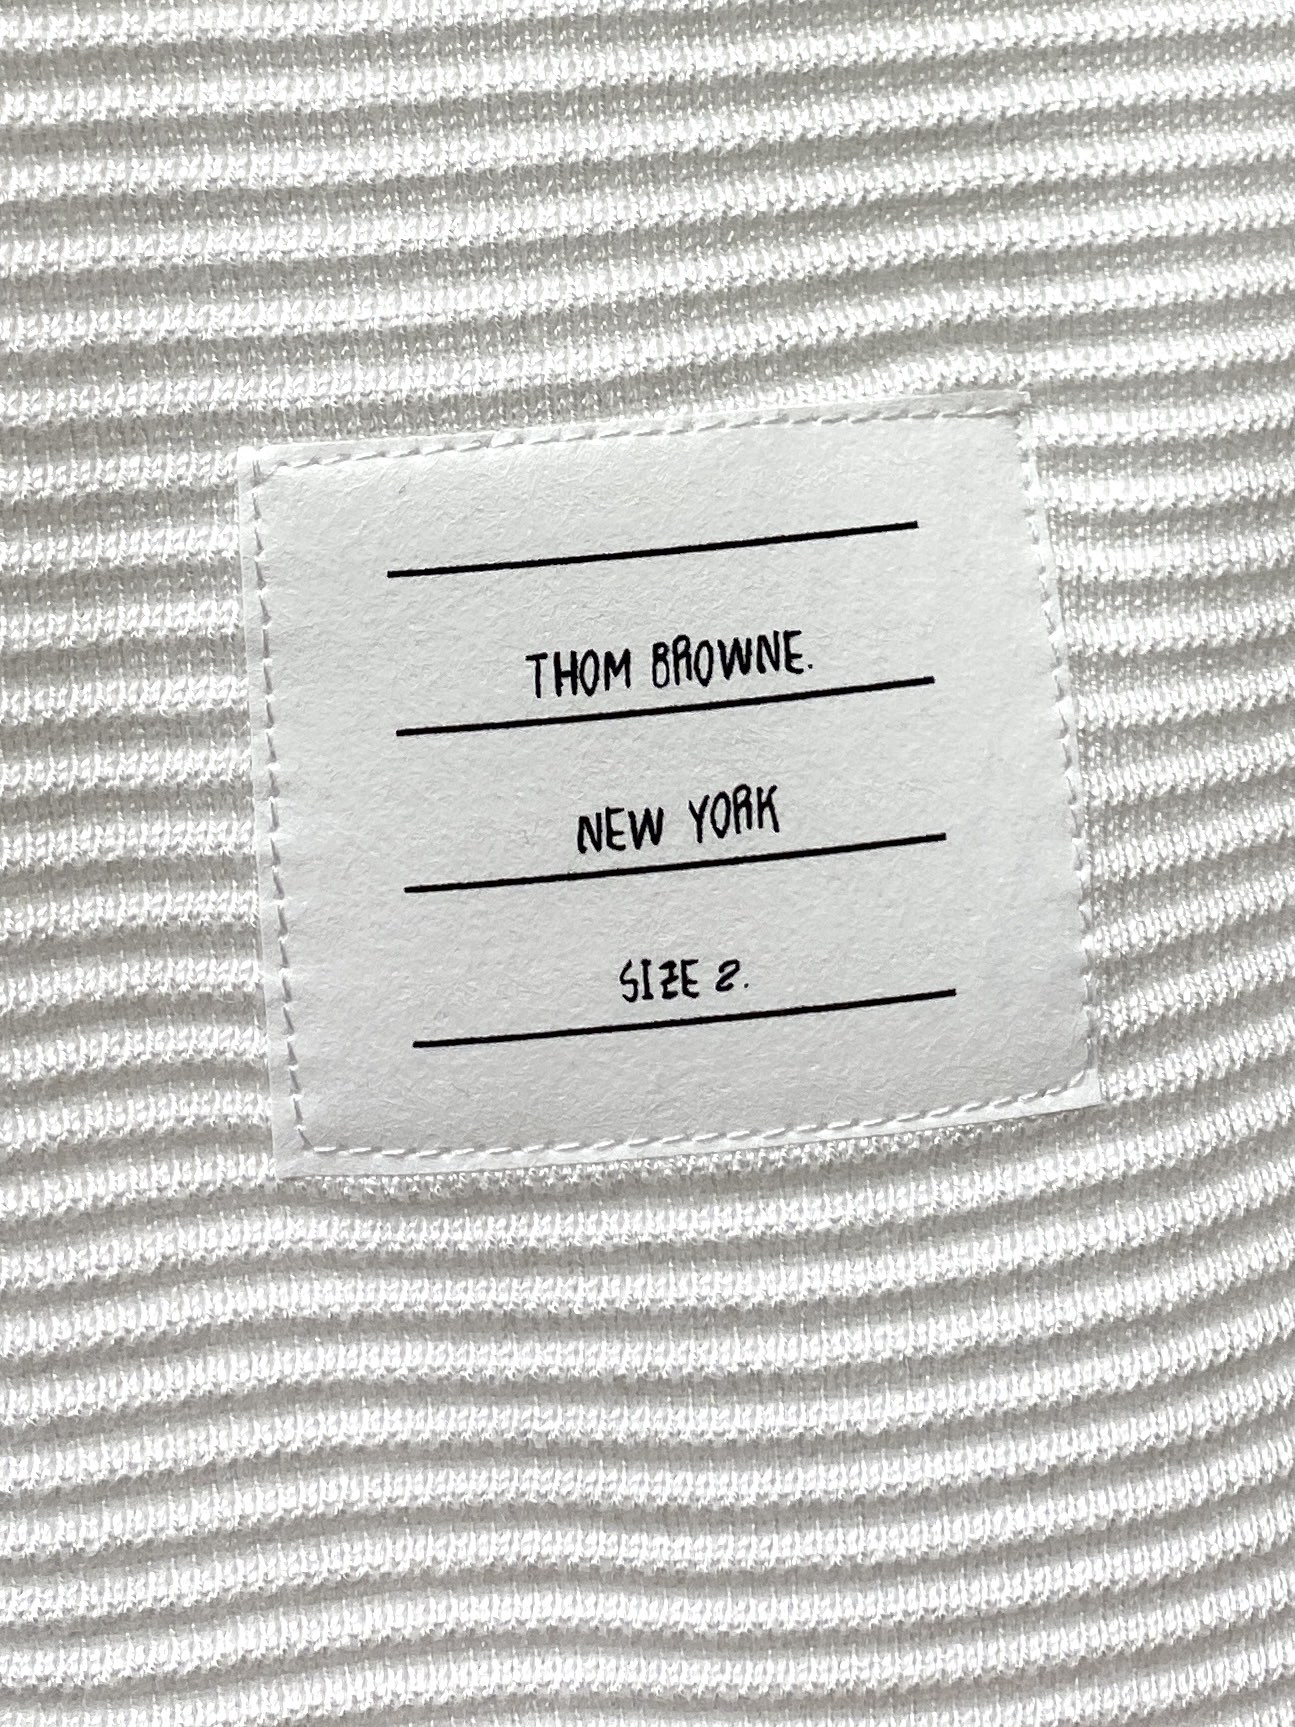 THOM BROWNE.
NEW YORK
SIZE 2.